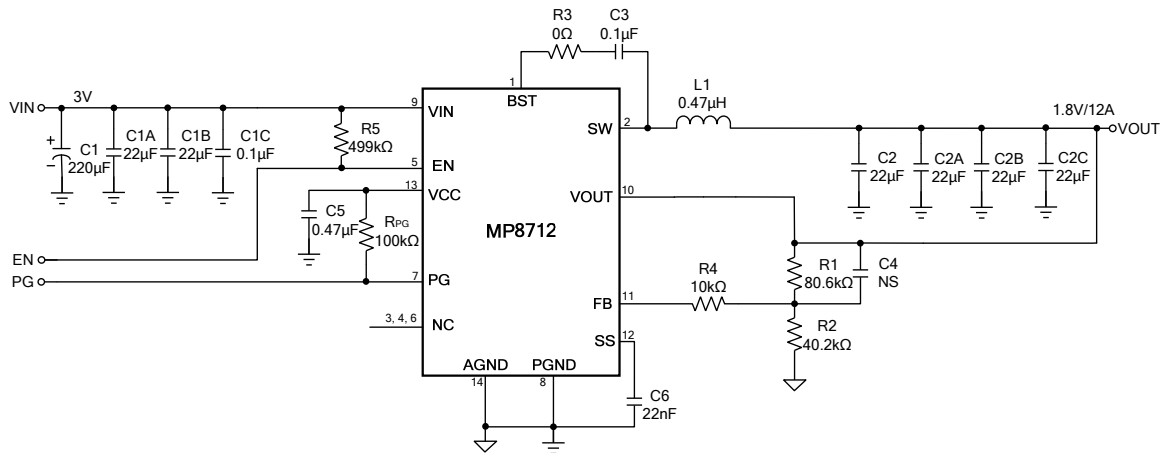 R3
0Ω
C3
0.1μF
1
BST
L1
0.47μH
VIN
3V
9
VIN
SW
2
1.8V/12A
VOUT
+
−
C1
220μF
C1A
22μF
C1B
22μF
C1C
0.1μF
R5
499kΩ
5
EN
C2
22μF
C2A
22μF
C2B
22μF
C2C
22μF
13
VCC
VOUT
10
C5
0.47μF
RPG
100kΩ
MP8712
EN
PG
7
PG
R4
10kΩ
R1
80.6kΩ
C4
NS
FB
11
3, 4, 6
NC
R2
40.2kΩ
SS
12
AGND
PGND
14
8
C6
22nF